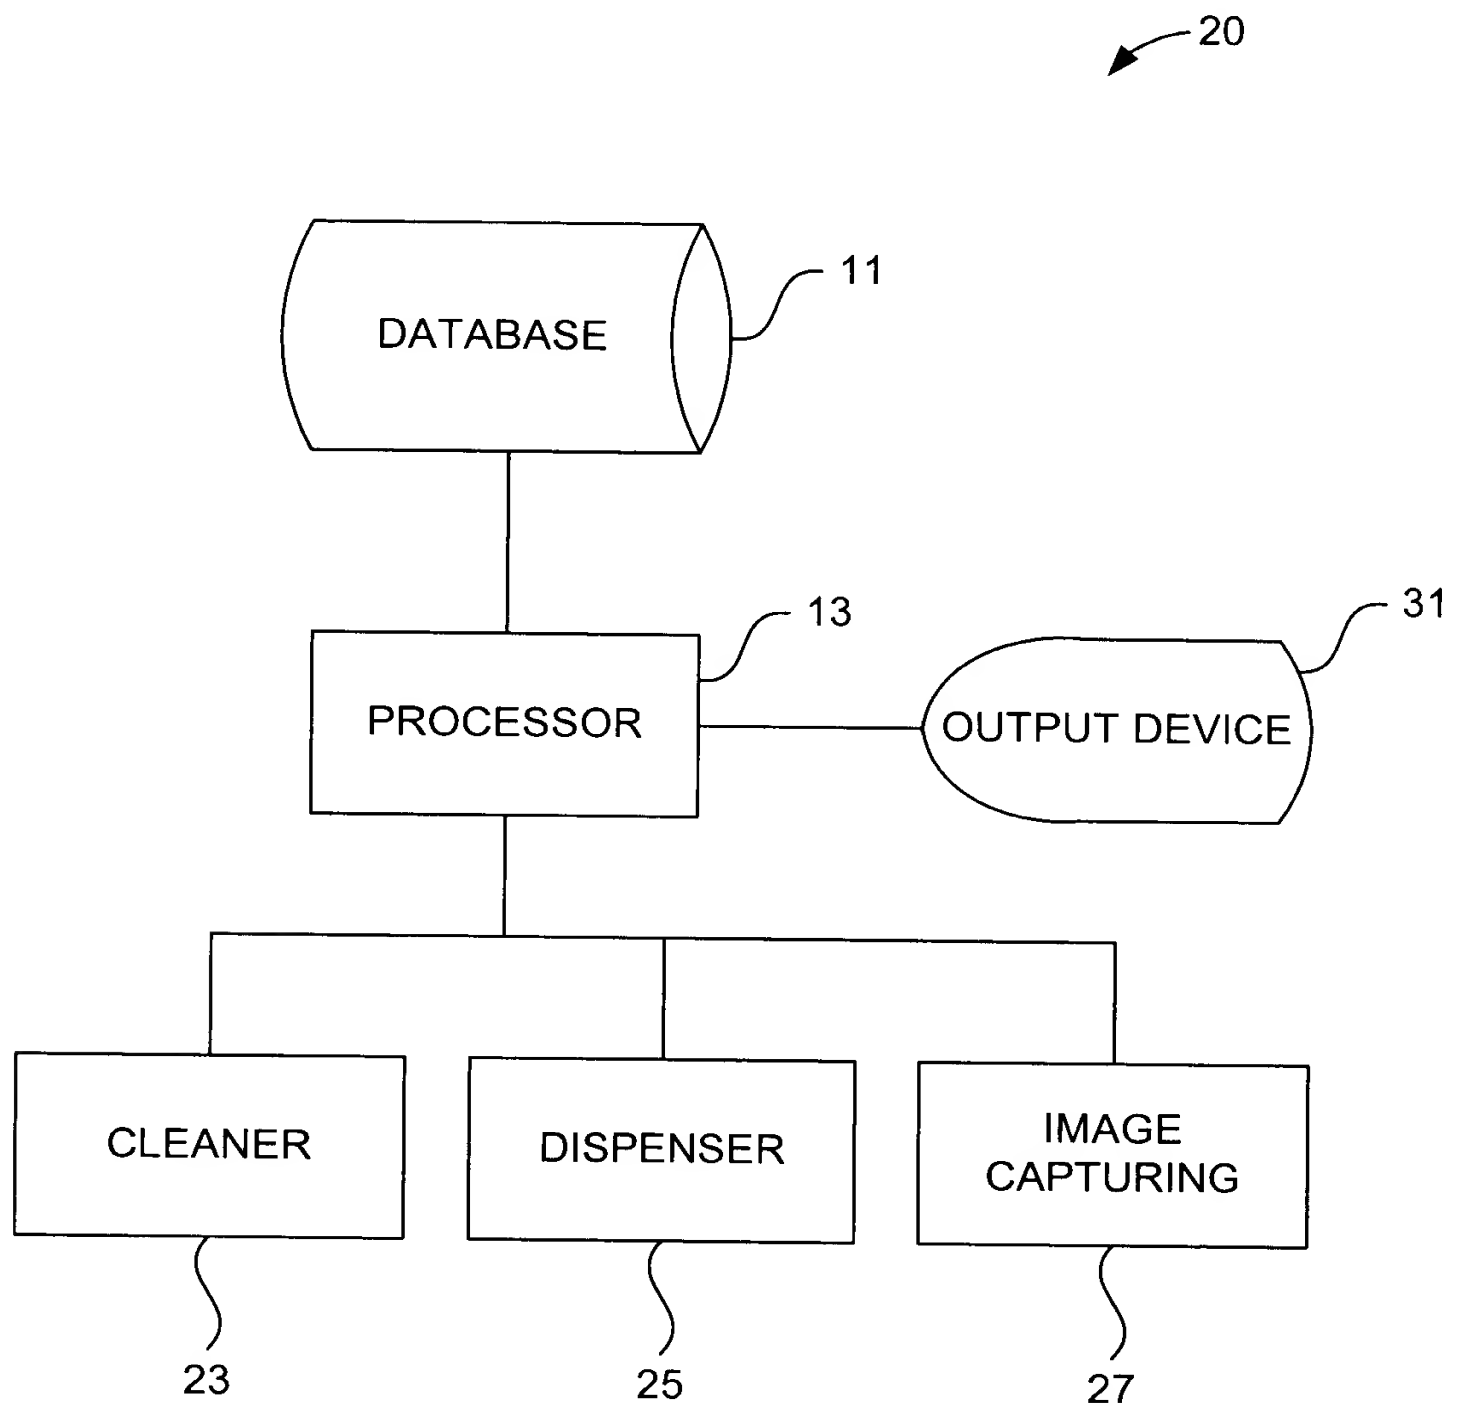 20
DATABASE
11
PROCESSOR
13
OUTPUT DEVICE
31
CLEANER
DISPENSER
IMAGE
CAPTURING
23
25
27